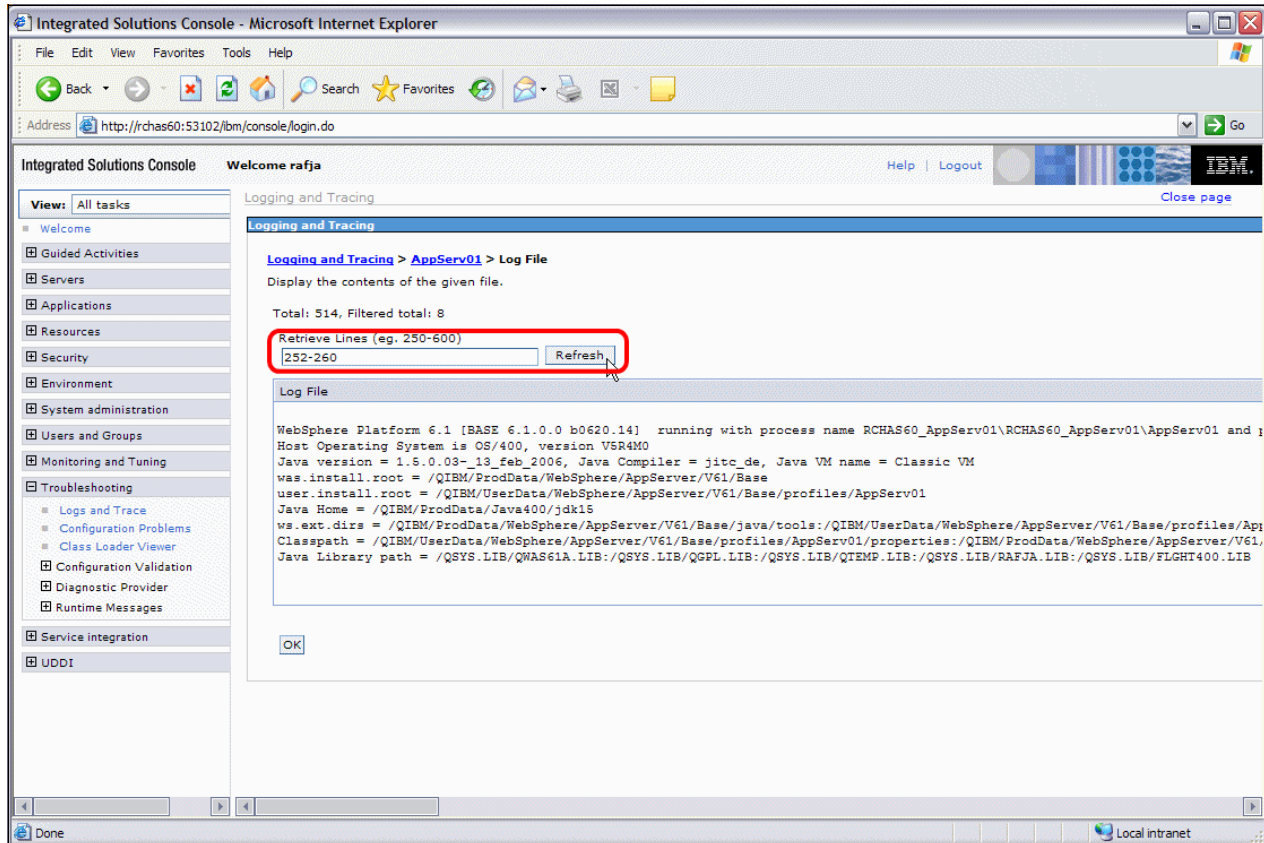 Integrated Solutions Console - Microsoft Internet Explorer
File Edit View Favorites Tools Help
Back Search Favorites
Address http://rchas60:53102/ibm/console/login.do Go
Integrated Solutions Console Welcome rafja Help | Logout IBM.
View: All tasks
Welcome
Guided Activities
Servers
Applications
Resources
Security
Environment
System administration
Users and Groups
Monitoring and Tuning
Troubleshooting
Logs and Trace
Configuration Problems
Class Loader Viewer
Configuration Validation
Diagnostic Provider
Runtime Messages
Service integration
UDDI
Logging and Tracing Close page
Logging and Tracing
Logging and Tracing > AppServ01 > Log File
Display the contents of the given file.
Total: 514, Filtered total: 8
Retrieve Lines (eg. 250-600)
252-260 Refresh
Log File
WebSphere Platform 6.1 [BASE 6.1.0.0 b0620.14] running with process name RCHAS60_AppServ01\RCHAS60_AppServ01\AppServ01 and
Host Operating System is OS/400, version V5R4M0
Java version = 1.5.0.03-_13_feb_2006, Java Compiler = jitc_de, Java VM name = Classic VM
was.install.root = /QIBM/ProdData/WebSphere/AppServer/V61/Base
user.install.root = /QIBM/UserData/WebSphere/AppServer/V61/Base/profiles/AppServ01
Java Home = /QIBM/ProdData/Java400/jdk15
ws.ext.dirs = /QIBM/ProdData/WebSphere/AppServer/V61/Base/java/tools:/QIBM/UserData/WebSphere/AppServer/V61/Base/profiles/App
Classpath = /QIBM/UserData/WebSphere/AppServer/V61/Base/profiles/AppServ01/properties:/QIBM/ProdData/WebSphere/AppServer/V61/
Java Library path = /QSYS.LIB/QWAS61A.LIB:/QSYS.LIB/QGPL.LIB:/QSYS.LIB/QTEMP.LIB:/QSYS.LIB/RAFJA.LIB:/QSYS.LIB/FLGHT400.LIB
OK
Done Local intranet